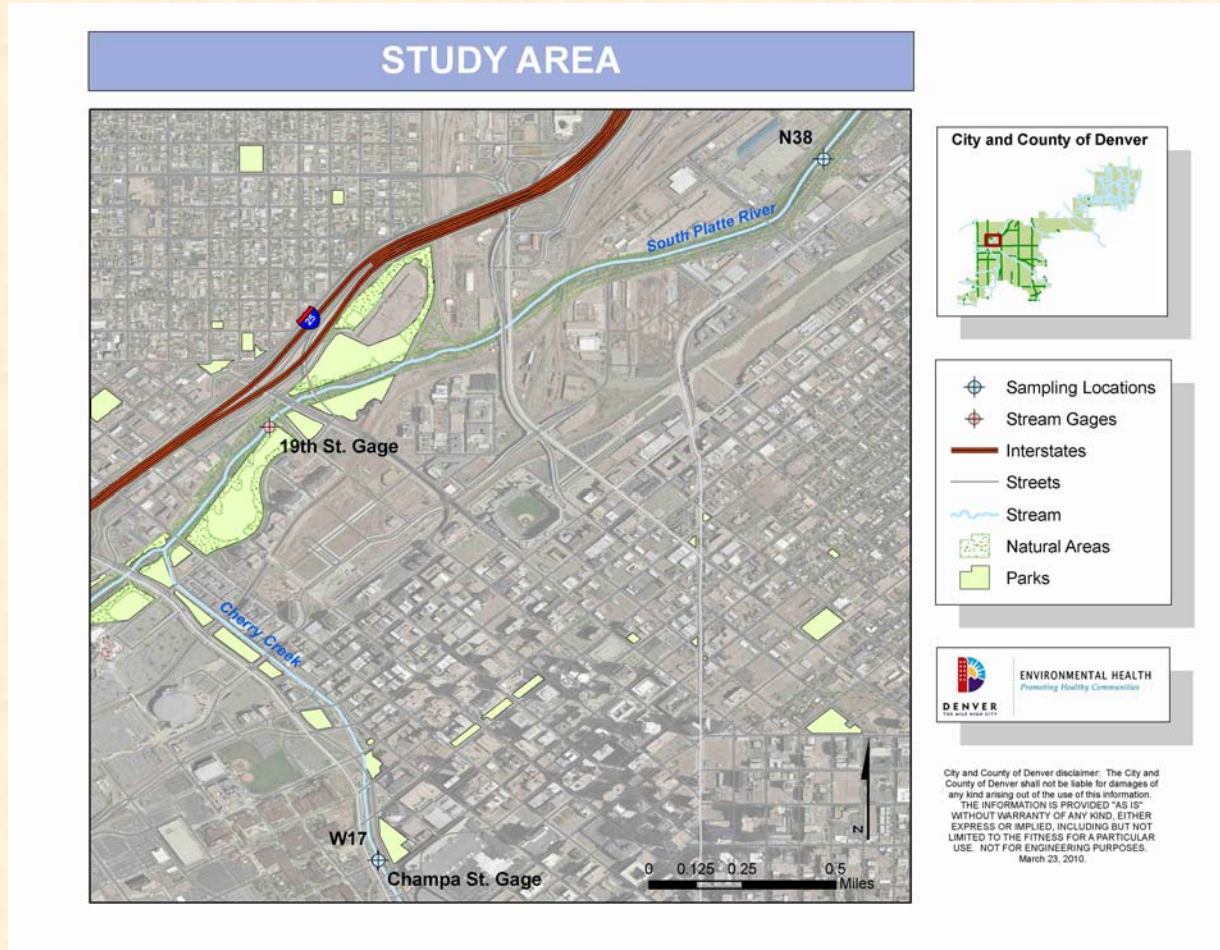 STUDY AREA
N38
South Platte River
25
19th St. Gage
Cherry Creek
W17
Champa St. Gage
N
0 0.125 0.25 0.5
Miles
City and County of Denver
Sampling Locations
Stream Gages
Interstates
Streets
Stream
Natural Areas
Parks
DENVER
THE MILE HIGH CITY
ENVIRONMENTAL HEALTH
Promoting Healthy Communities
City and County of Denver disclaimer: The City and
County of Denver shall not be liable for damages of
any kind arising out of the use of this information.
THE INFORMATION IS PROVIDED "AS IS"
WITHOUT WARRANTY OF ANY KIND, EITHER
EXPRESS OR IMPLIED, INCLUDING BUT NOT
LIMITED TO THE FITNESS FOR A PARTICULAR
USE. NOT FOR ENGINEERING PURPOSES.
March 23, 2010.